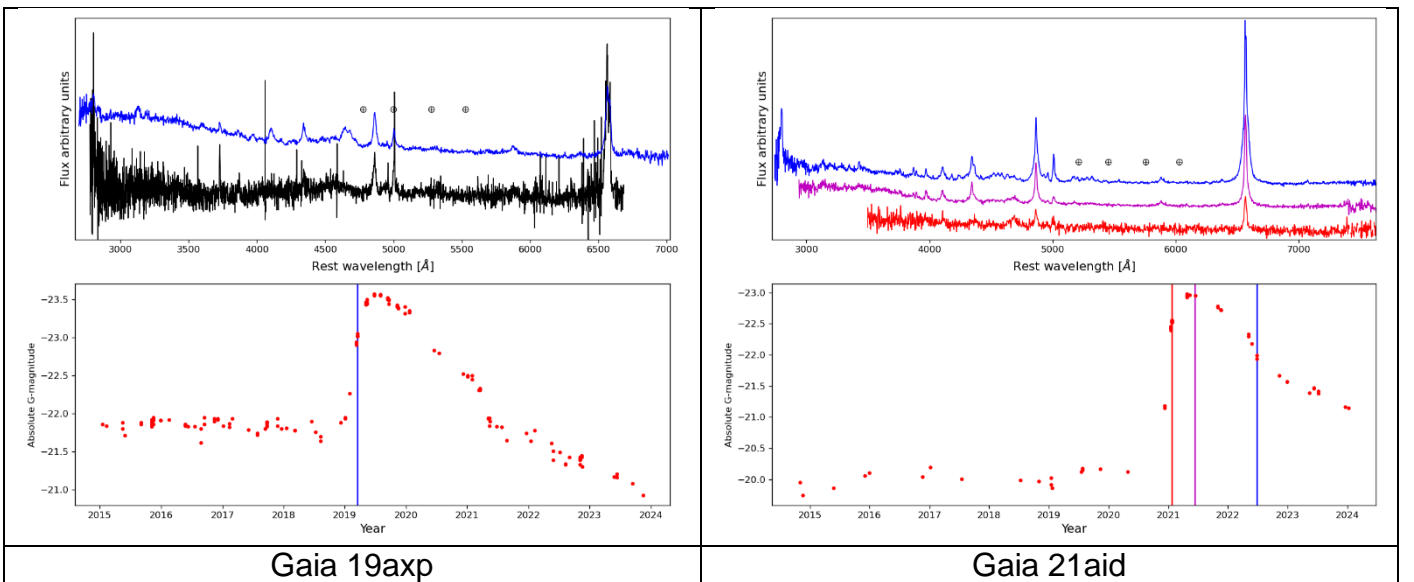 Flux arbitrary units
3000 3500 4000 4500 5000 5500 6000 6500 7000
Rest wavelength [Å]
Absolute G-magnitude
−23.5
−23.0
−22.5
−22.0
−21.5
−21.0
2015 2016 2017 2018 2019 2020 2021 2022 2023 2024
Year
Gaia 19axp
Flux arbitrary units
3000 4000 5000 6000 7000
Rest wavelength [Å]
Absolute G-magnitude
−23.0
−22.5
−22.0
−21.5
−21.0
−20.5
−20.0
2015 2016 2017 2018 2019 2020 2021 2022 2023 2024
Year
Gaia 21aid